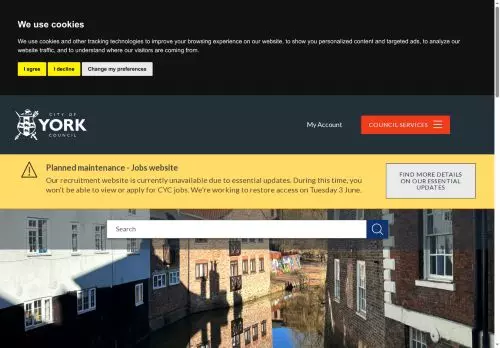 We use cookies
We use cookies and other tracking technologies to improve your browsing experience on our website, to show you personalized content and targeted ads, to analyze our
website traffic, and to understand where our visitors are coming from.
I agree
I decline
Change my preferences
CITY OF
YORK
COUNCIL
My Account
COUNCIL SERVICES
Planned maintenance - Jobs website
Our recruitment website is currently unavailable due to essential updates. During this time, you
won't be able to view or apply for CYC jobs. We're working to restore access on Tuesday 3 June.
FIND MORE DETAILS
ON OUR ESSENTIAL
UPDATES
Search